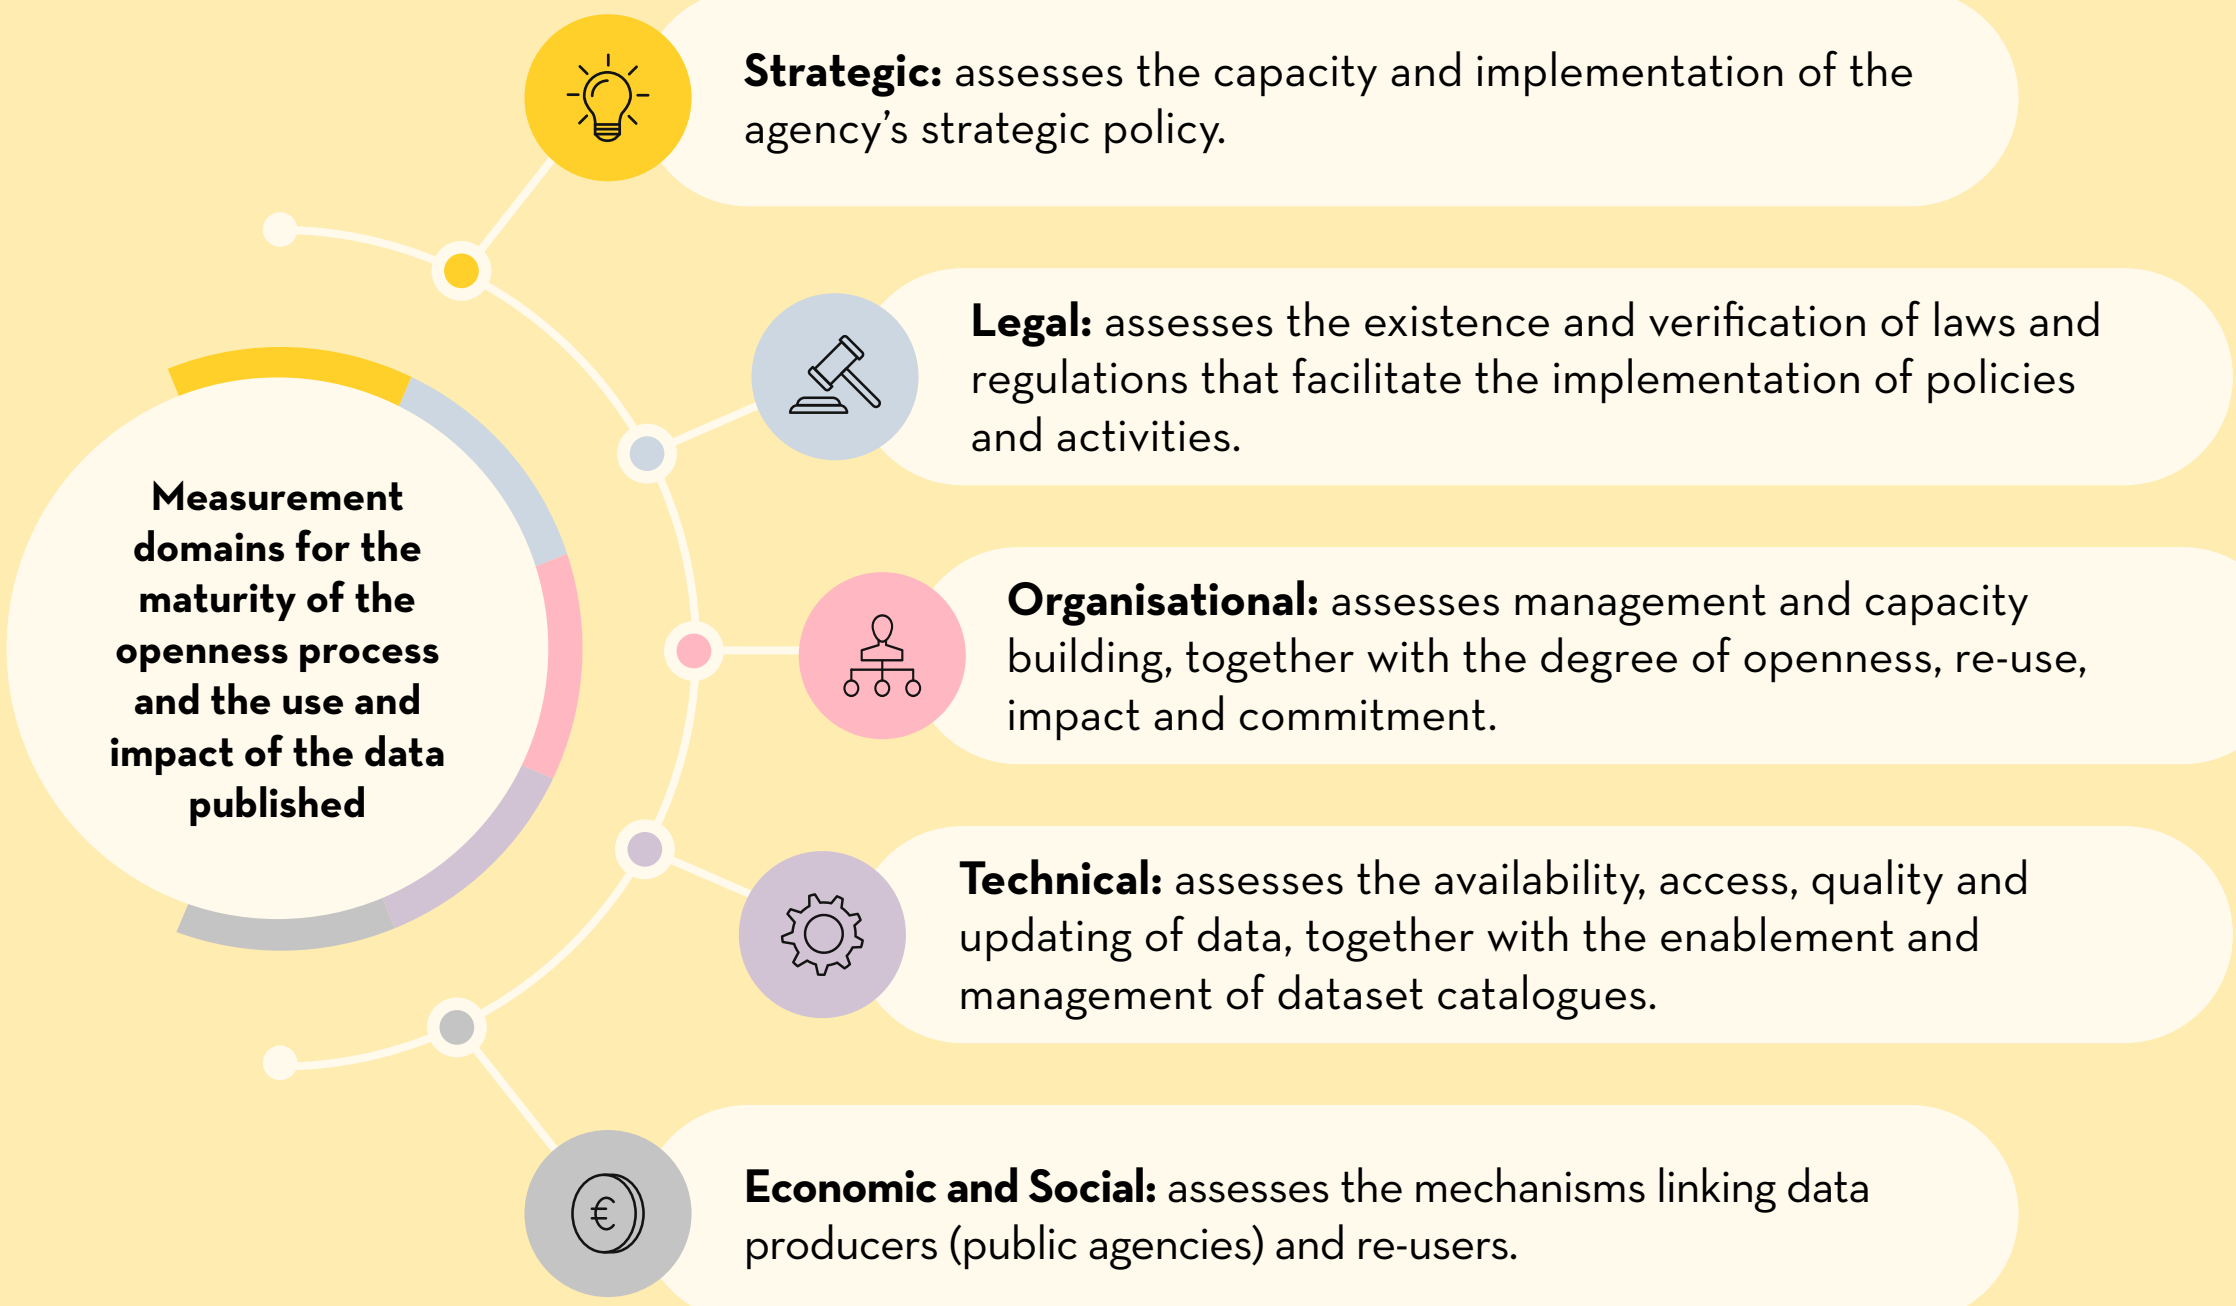 Measurement
domains for the
maturity of the
openness process
and the use and
impact of the data
published
Strategic: assesses the capacity and implementation of the
agency’s strategic policy.
Legal: assesses the existence and verification of laws and
regulations that facilitate the implementation of policies
and activities.
Organisational: assesses management and capacity
building, together with the degree of openness, re-use,
impact and commitment.
Technical: assesses the availability, access, quality and
updating of data, together with the enablement and
management of dataset catalogues.
€
Economic and Social: assesses the mechanisms linking data
producers (public agencies) and re-users.